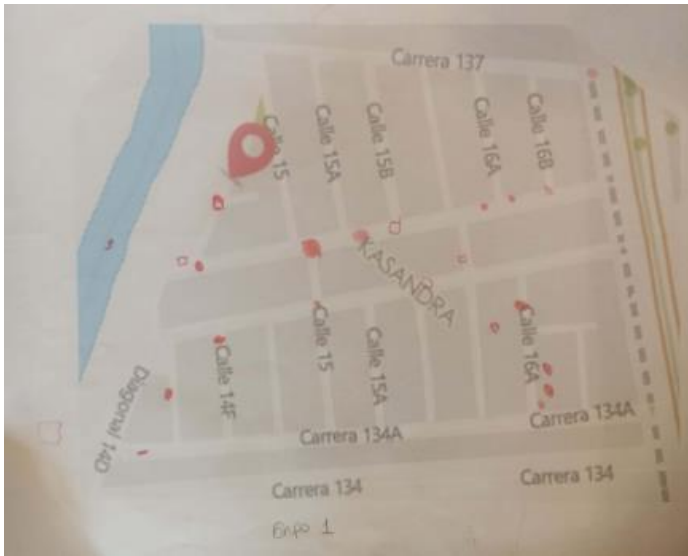 Carrera 137
Calle 15
Calle 15A
Calle 15B
Calle 16A
Calle 16B
KASANDRA
Calle 14F
Calle 15
Calle 15A
Calle 16A
Diagonal 14D
Carrera 134A
Carrera 134A
Carrera 134
Carrera 134
1